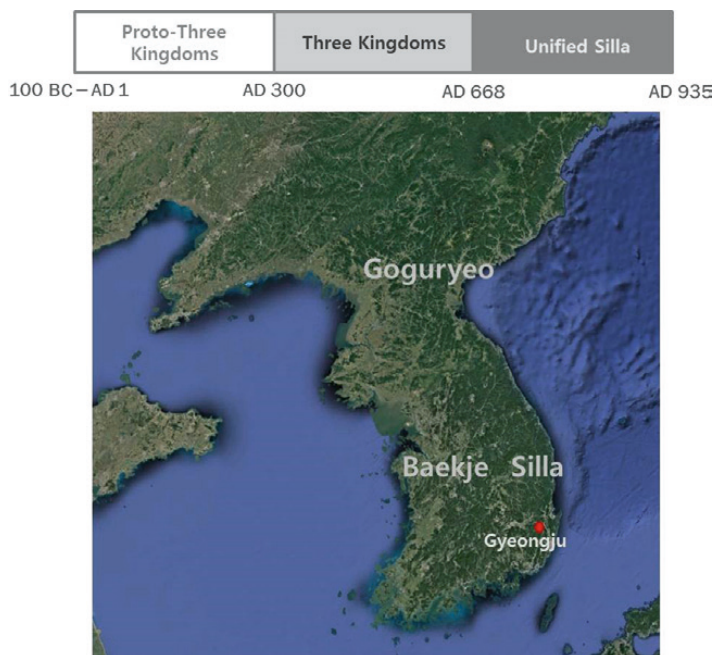 Proto-Three
Kingdoms
Three Kingdoms
Unified Silla
100 BC – AD 1
AD 300
AD 668
AD 935
Goguryeo
Baekje
Silla
Gyeongju